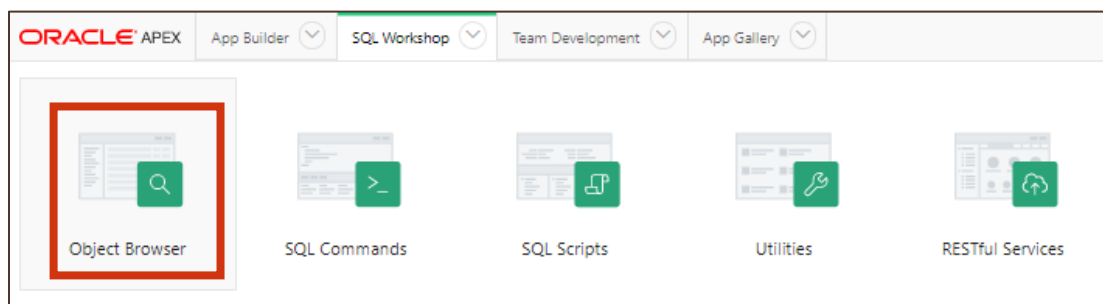 ORACLE APEX App Builder SQL Workshop Team Development App Gallery
>_
Object Browser SQL Commands SQL Scripts Utilities RESTful Services